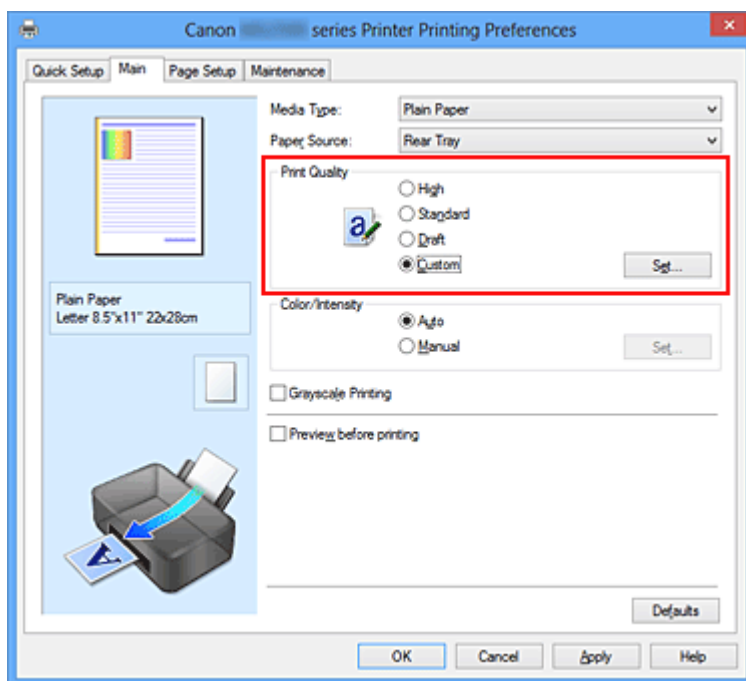 Canon series Printer Printing Preferences
Quick Setup Main Page Setup Maintenance
Media Type: Plain Paper
Paper Source: Rear Tray
Print Quality
High
Standard
a
Draft
Custom Set...
Plain Paper
Letter 8.5"x11" 22x28cm
Color/Intensity
Auto
Manual Set...
Grayscale Printing
Preview before printing
A
Defaults
OK Cancel Apply Help